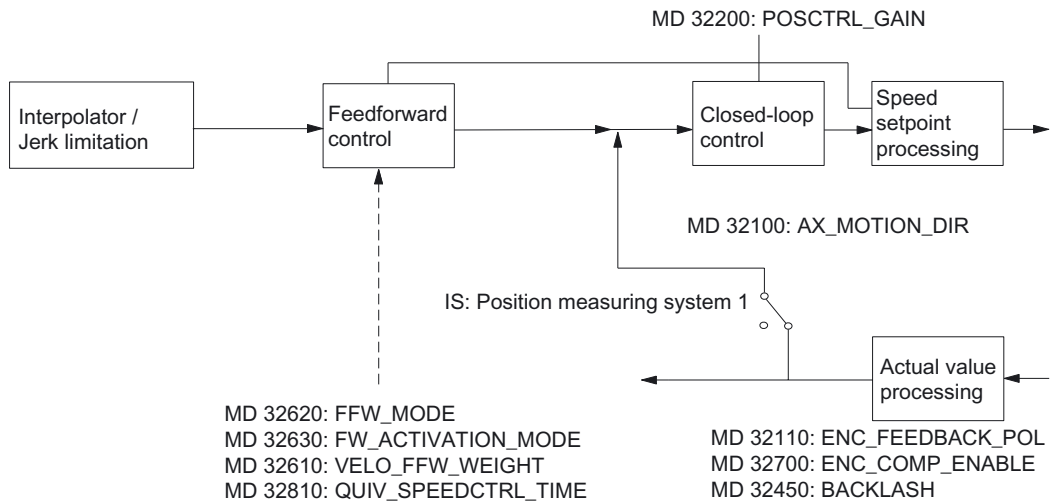 MD 32200: POSCTRL_GAIN
Interpolator /
Jerk limitation
Feedforward
control
Closed-loop
control
Speed
setpoint
processing
MD 32100: AX_MOTION_DIR
IS: Position measuring system 1
Actual value
processing
MD 32620: FFW_MODE
MD 32630: FW_ACTIVATION_MODE
MD 32610: VELO_FFW_WEIGHT
MD 32810: QUIV_SPEEDCTRL_TIME
MD 32110: ENC_FEEDBACK_POL
MD 32700: ENC_COMP_ENABLE
MD 32450: BACKLASH